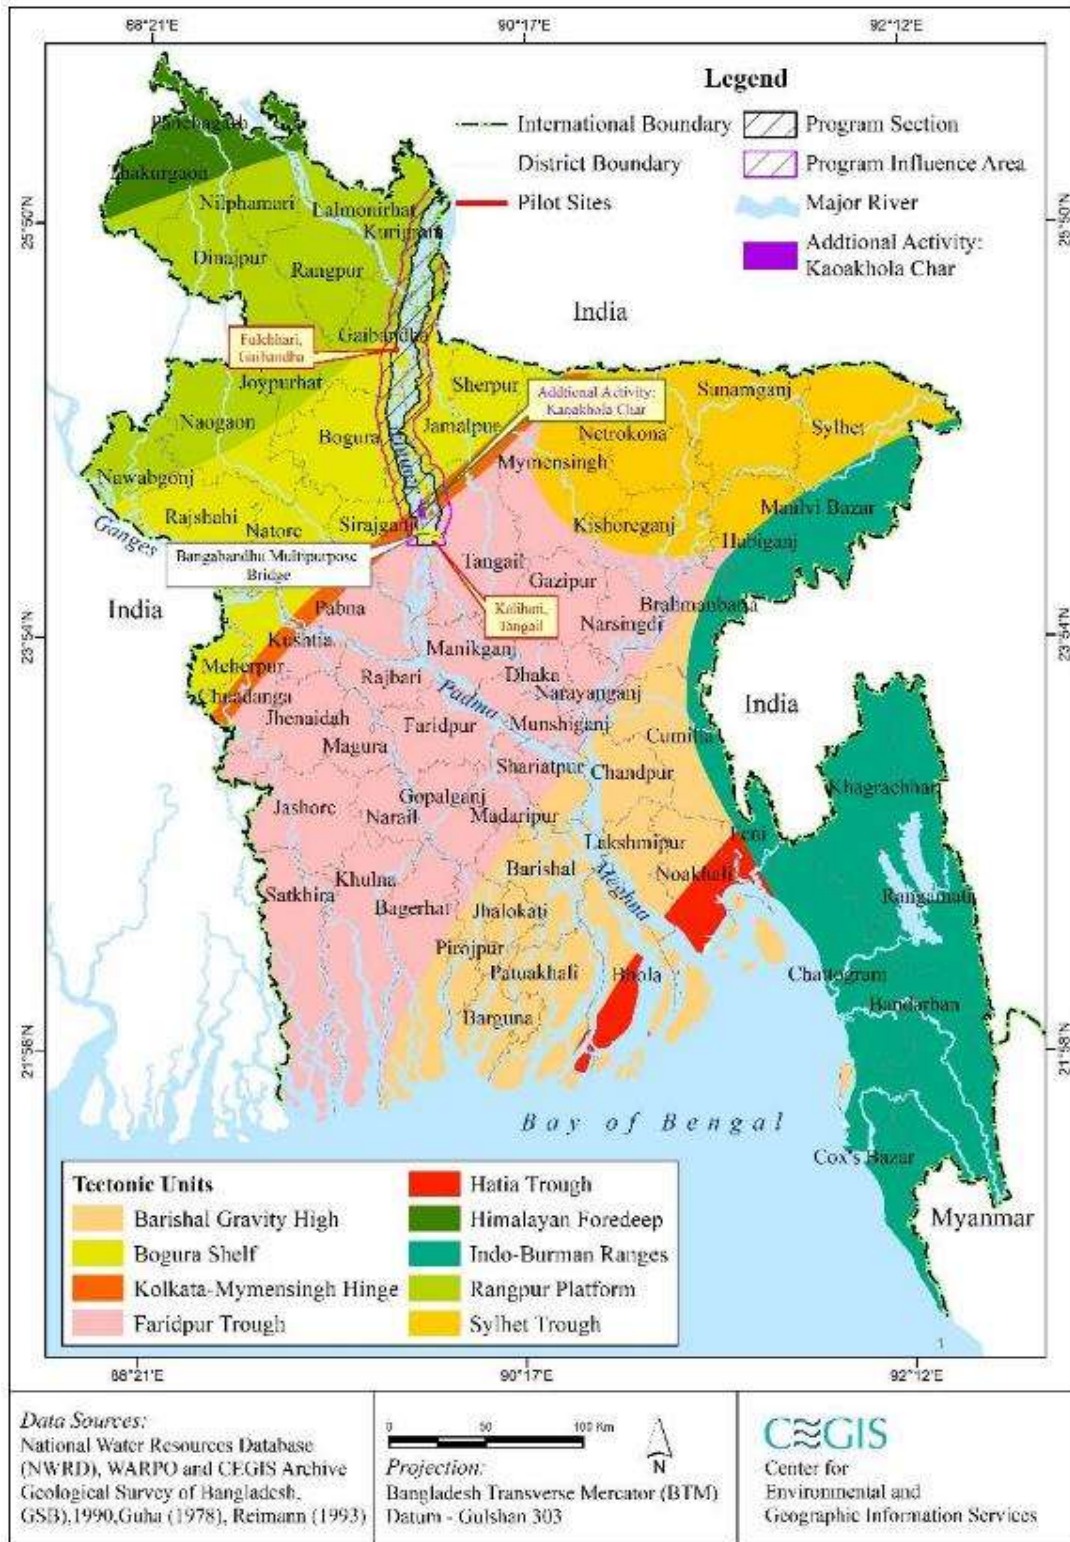 88°21'E
90°17'E
92°12'E
Legend
International Boundary
Program Section
District Boundary
Program Influence Area
Pilot Sites
Major River
Addtional Activity:
Kaoakhola Char
25°50'N
25°50'N
Panchagarh
Thakurgaon
Nilphamari
Lalmonirhat
Kurigram
Dinajpur
Rangpur
India
Gaibandha
Fulchhari,
Gaibandha
Joypurhat
Sherpur
Addtional Activity:
Kaoakhola Char
Sunamganj
Sylhet
Naogaon
Bogura
Jamalpur
Netrokona
Mymensingh
Nawabgonj
Maulvi Bazar
Rajshahi
Natore
Sirajganj
Kishoreganj
Habiganj
Ganges
Bangabandhu Multipurpose
Bridge
Tangail
Gazipur
India
Pabna
Kalihati,
Tangail
Brahmanbaria
Narsingdi
23°54'N
23°54'N
Kushtia
Manikganj
Meherpur
Rajbari
Dhaka
Chuadanga
Padma
Narayanganj
India
Jhenaidah
Faridpur
Munshiganj
Cumilla
Magura
Shariatpur
Chandpur
Khagrachhari
Jashore
Gopalganj
Narail
Madaripur
Lakshmipur
Feni
Barishal
Noakhali
Khulna
Meghna
Satkhira
Bagerhat
Jhalokati
Rangamati
Pirojpur
Patuakhali
Bhola
Chattogram
Barguna
Bandarban
21°58'N
21°58'N
Bay of Bengal
Cox's Bazar
Tectonic Units
Hatia Trough
Barishal Gravity High
Himalayan Foredeep
Bogura Shelf
Indo-Burman Ranges
Kolkata-Mymensingh Hinge
Rangpur Platform
Faridpur Trough
Sylhet Trough
Myanmar
1
88°21'E
90°17'E
92°12'E
Data Sources:
National Water Resources Database
(NWRD), WARPO and CEGIS Archive
Geological Survey of Bangladesh,
GSB),1990,Guha (1978), Reimann (1993)
0 50 100 Km
N
Projection:
Bangladesh Transverse Mercator (BTM)
Datum - Gulshan 303
CEGIS
Center for
Environmental and
Geographic Information Services